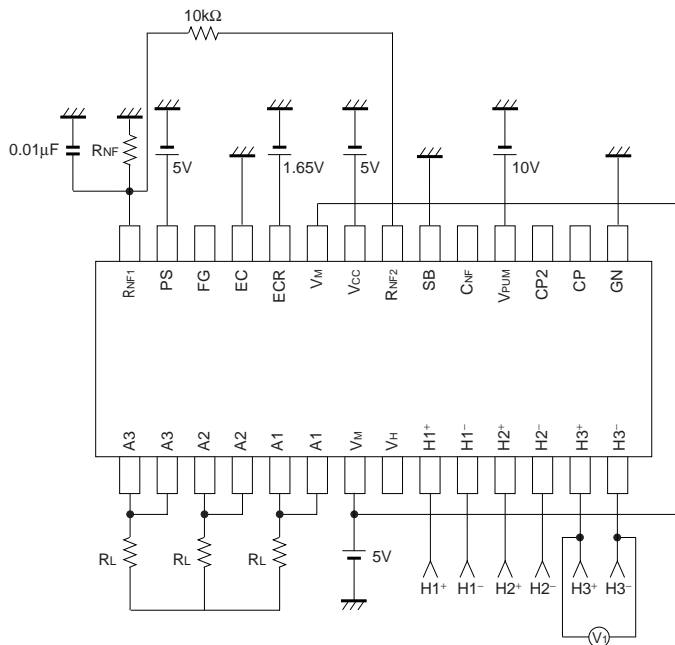 10kΩ
0.01μF
RNF
5V
1.65V
5V
10V
RNF1
PS
FG
EC
ECR
VM
VCC
RNF2
SB
CNF
VPUM
CP2
CP
GN
A3
A3
A2
A2
A1
A1
VM
VH
H1+
H1−
H2+
H2−
H3+
H3−
RL
RL
RL
5V
H1+
H1−
H2+
H2−
H3+
H3−
V1